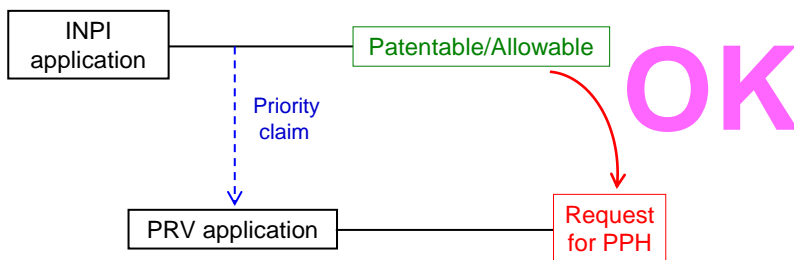 INPI
application
Patentable/Allowable
OK
Priority
claim
PRV application
Request
for PPH